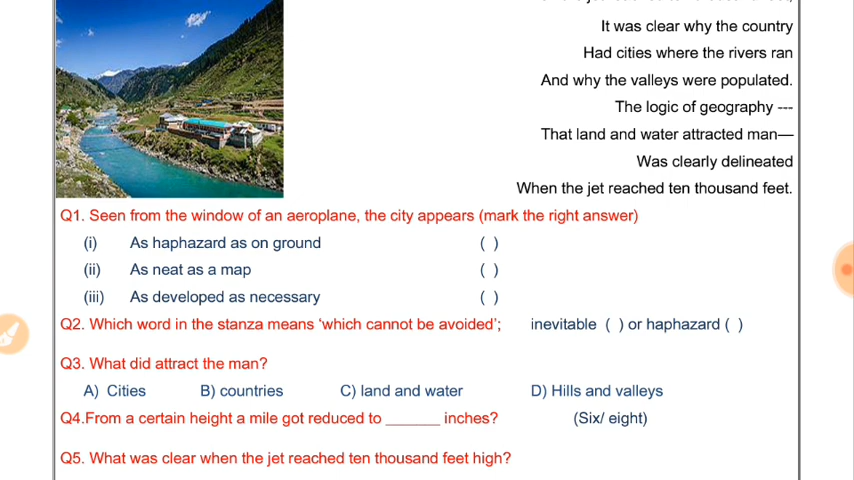 It was clear why the country
Had cities where the rivers ran
And why the valleys were populated.
The logic of geography ---
That land and water attracted man—
Was clearly delineated
When the jet reached ten thousand feet.
Q1. Seen from the window of an aeroplane, the city appears (mark the right answer)
(i) As haphazard as on ground ( )
(ii) As neat as a map ( )
(iii) As developed as necessary ( )
Q2. Which word in the stanza means ‘which cannot be avoided’; inevitable ( ) or haphazard ( )
Q3. What did attract the man?
A) Cities B) countries C) land and water D) Hills and valleys
Q4.From a certain height a mile got reduced to ______ inches? (Six/ eight)
Q5. What was clear when the jet reached ten thousand feet high?